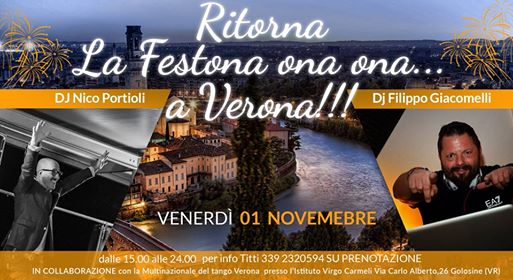 Ritorna
La Festona ona ona...
a Verona!!!
DJ Nico Portioli
Dj Filippo Giacomelli
EA7
VENERDÌ 01 NOVEMEBRE
dalle 15.00 alle 24.00 per info Titti 339 2320594 SU PRENOTAZIONE
IN COLLABORAZIONE con la Multinazionale del tango Verona presso l'Istituto Virgo Carmeli Via Carlo Alberto,26 Golosine (VR)